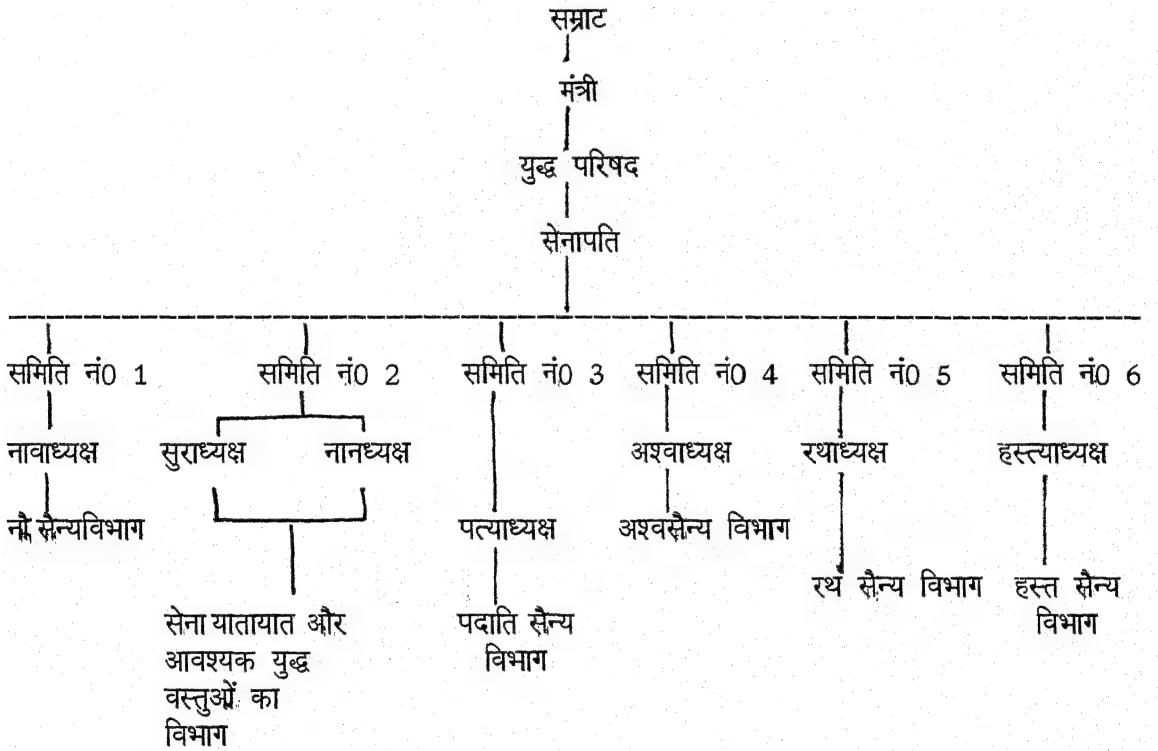 सम्राट
मंत्री
युद्ध परिषद
सेनापति
समिति नं0 1 समिति नं0 2 समिति नं0 3 समिति नं0 4 समिति नं0 5 समिति नं0 6
नावाध्यक्ष सुराध्यक्ष नानध्यक्ष अश्वाध्यक्ष रथाध्यक्ष हस्त्याध्यक्ष
नौ सैन्यविभाग पत्याध्यक्ष अश्वसैन्य विभाग
रथ सैन्य विभाग हस्त सैन्य
विभाग
सेना यातायात और
आवश्यक युद्ध
वस्तुओं का
विभाग
पदाति सैन्य
विभाग